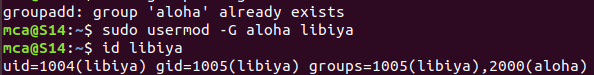 groupadd: group 'aloha' already exists
mca@S14:~$ sudo usermod -G aloha libiya
mca@S14:~$ id libiya
uid=1004(libiya) gid=1005(libiya) groups=1005(libiya),2000(aloha)